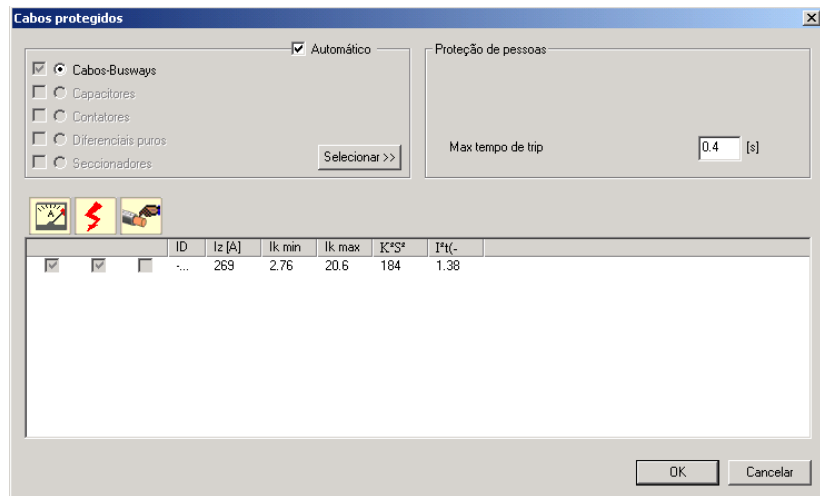 Cabos protegidos
Automático
Cabos-Busways
Capacitores
Contatores
Diferenciais puros
Seccionadores
Selecionar >>
Proteção de pessoas
Max tempo de trip 0.4 [s]
ID Iz [A] Ik min Ik max K²S² I²t(-
-... 269 2.76 20.6 184 1.38
OK Cancelar